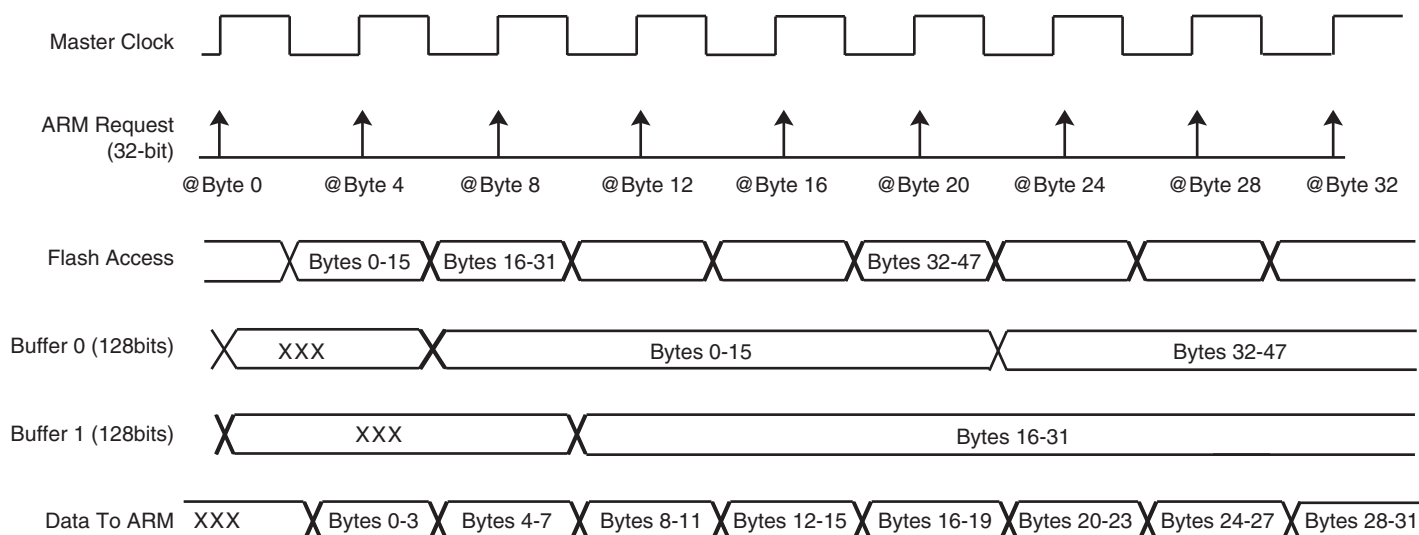 Master Clock
ARM Request
(32-bit)
@Byte 0 @Byte 4 @Byte 8 @Byte 12 @Byte 16 @Byte 20 @Byte 24 @Byte 28 @Byte 32
Flash Access Bytes 0-15 Bytes 16-31 Bytes 32-47
Buffer 0 (128bits) XXX Bytes 0-15 Bytes 32-47
Buffer 1 (128bits) XXX Bytes 16-31
Data To ARM XXX Bytes 0-3 Bytes 4-7 Bytes 8-11 Bytes 12-15 Bytes 16-19 Bytes 20-23 Bytes 24-27 Bytes 28-31